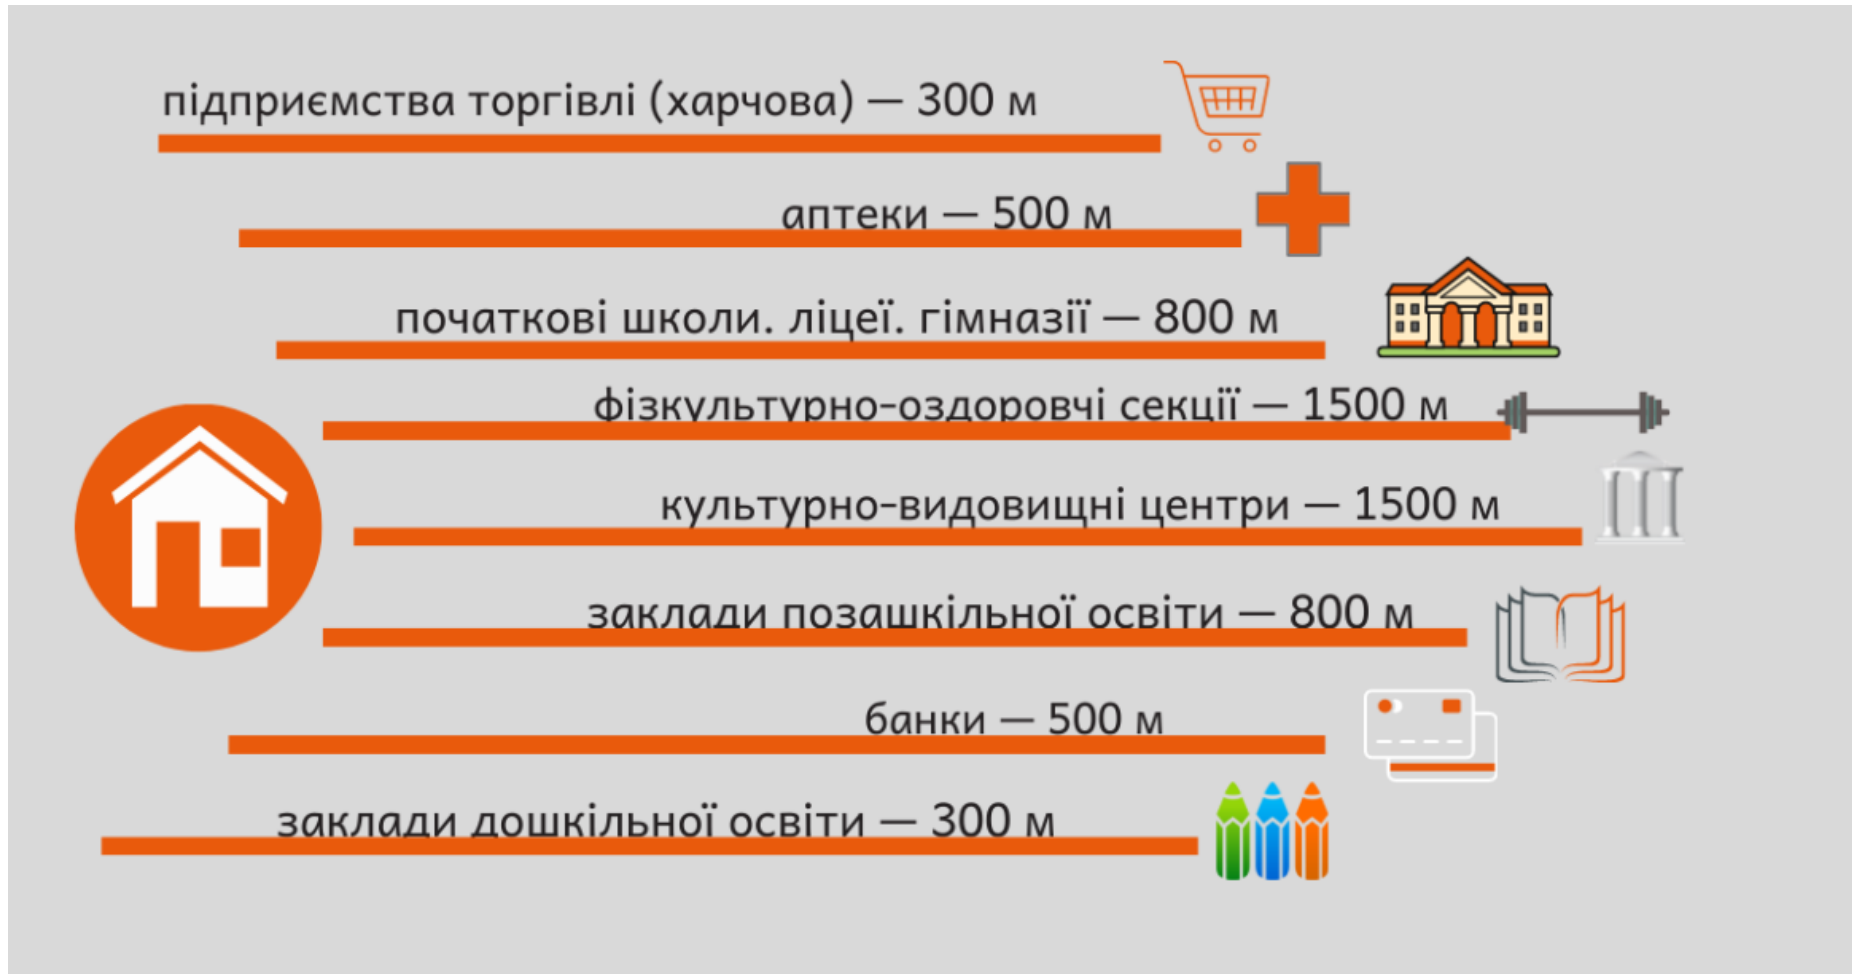 підприємства торгівлі (харчова) — 300 м
аптеки — 500 м
початкові школи. ліцеї. гімназії — 800 м
фізкультурно-оздоровчі секції — 1500 м
культурно-видовищні центри — 1500 м
заклади позашкільної освіти — 800 м
банки — 500 м
заклади дошкільної освіти — 300 м